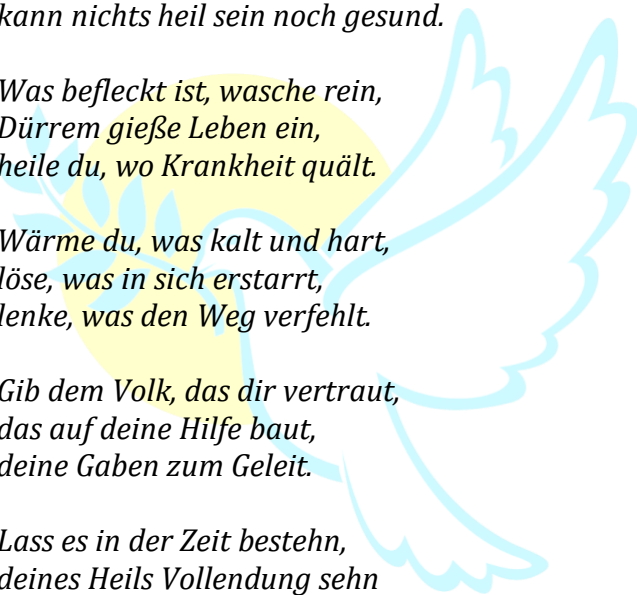 kann nichts heil sein noch gesund.
Was befleckt ist, wasche rein,
Dürrem gieße Leben ein,
heile du, wo Krankheit quält.
Wärme du, was kalt und hart,
löse, was in sich erstarrt,
lenke, was den Weg verfehlt.
Gib dem Volk, das dir vertraut,
das auf deine Hilfe baut,
deine Gaben zum Geleit.
Lass es in der Zeit bestehn,
deines Heils Vollendung sehn